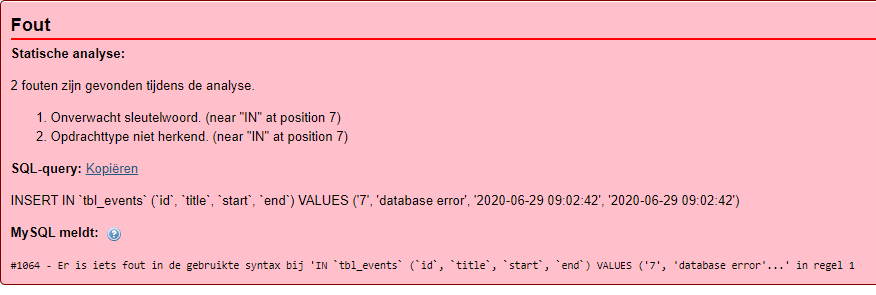 Fout
Statische analyse:
2 fouten zijn gevonden tijdens de analyse.
1. Onverwacht sleutelwoord. (near "IN" at position 7)
2. Opdrachttype niet herkend. (near "IN" at position 7)
SQL-query: Kopiëren
INSERT IN `tbl_events` (`id`, `title`, `start`, `end`) VALUES ('7', 'database error', '2020-06-29 09:02:42', '2020-06-29 09:02:42')
MySQL meldt:
#1064 - Er is iets fout in de gebruikte syntax bij 'IN `tbl_events` (`id`, `title`, `start`, `end`) VALUES ('7', 'database error'...' in regel 1